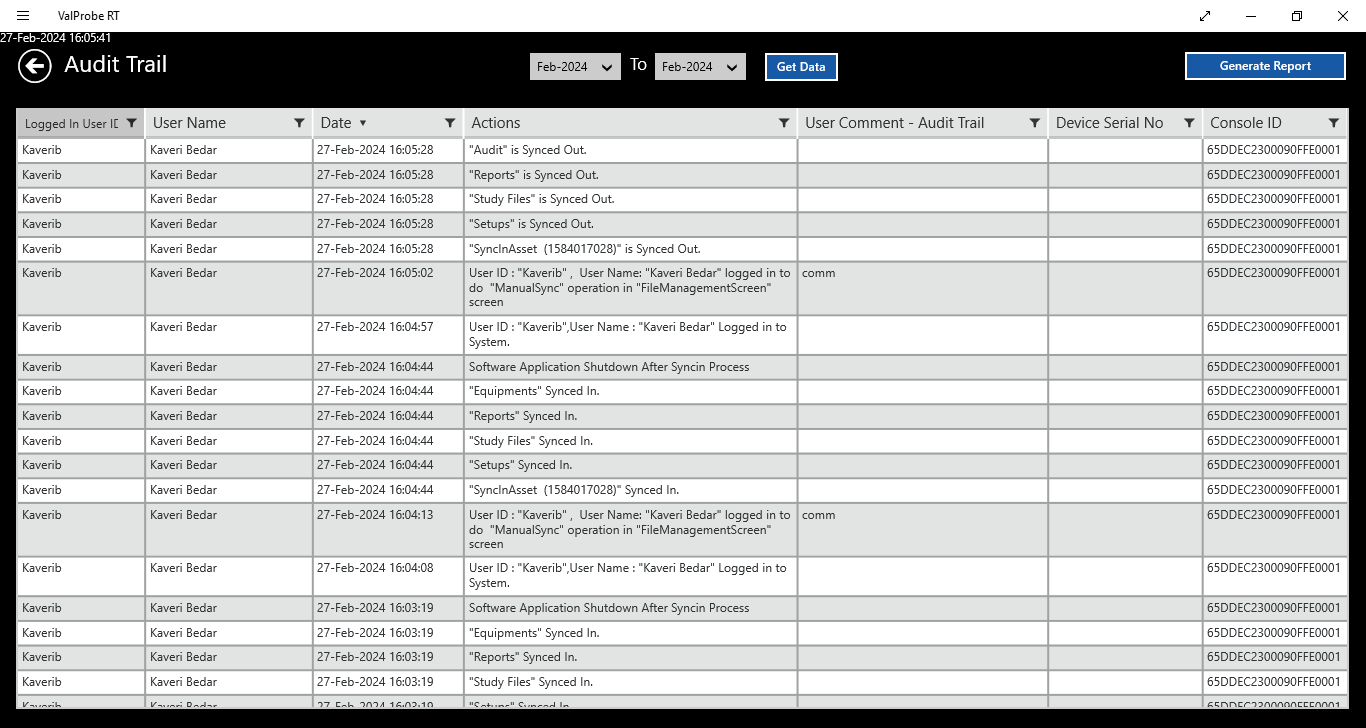 ValProbe RT
27-Feb-2024 16:05:41
Audit Trail
Feb-2024 To Feb-2024 Get Data Generate Report
Logged In User ID User Name Date Actions User Comment - Audit Trail Device Serial No Console ID
Kaverib Kaveri Bedar 27-Feb-2024 16:05:28 "Audit" is Synced Out. 65DDEC2300090FFE0001
Kaverib Kaveri Bedar 27-Feb-2024 16:05:28 "Reports" is Synced Out. 65DDEC2300090FFE0001
Kaverib Kaveri Bedar 27-Feb-2024 16:05:28 "Study Files" is Synced Out. 65DDEC2300090FFE0001
Kaverib Kaveri Bedar 27-Feb-2024 16:05:28 "Setups" is Synced Out. 65DDEC2300090FFE0001
Kaverib Kaveri Bedar 27-Feb-2024 16:05:28 "SyncInAsset (1584017028)" is Synced Out. 65DDEC2300090FFE0001
Kaverib Kaveri Bedar 27-Feb-2024 16:05:02 User ID : "Kaverib" , User Name: "Kaveri Bedar" logged in to comm 65DDEC2300090FFE0001
do "ManualSync" operation in "FileManagementScreen"
screen
Kaverib Kaveri Bedar 27-Feb-2024 16:04:57 User ID : "Kaverib",User Name : "Kaveri Bedar" Logged in to 65DDEC2300090FFE0001
System.
Kaverib Kaveri Bedar 27-Feb-2024 16:04:44 Software Application Shutdown After Syncin Process 65DDEC2300090FFE0001
Kaverib Kaveri Bedar 27-Feb-2024 16:04:44 "Equipments" Synced In. 65DDEC2300090FFE0001
Kaverib Kaveri Bedar 27-Feb-2024 16:04:44 "Reports" Synced In. 65DDEC2300090FFE0001
Kaverib Kaveri Bedar 27-Feb-2024 16:04:44 "Study Files" Synced In. 65DDEC2300090FFE0001
Kaverib Kaveri Bedar 27-Feb-2024 16:04:44 "Setups" Synced In. 65DDEC2300090FFE0001
Kaverib Kaveri Bedar 27-Feb-2024 16:04:44 "SyncInAsset (1584017028)" Synced In. 65DDEC2300090FFE0001
Kaverib Kaveri Bedar 27-Feb-2024 16:04:13 User ID : "Kaverib" , User Name: "Kaveri Bedar" logged in to comm 65DDEC2300090FFE0001
do "ManualSync" operation in "FileManagementScreen"
screen
Kaverib Kaveri Bedar 27-Feb-2024 16:04:08 User ID : "Kaverib",User Name : "Kaveri Bedar" Logged in to 65DDEC2300090FFE0001
System.
Kaverib Kaveri Bedar 27-Feb-2024 16:03:19 Software Application Shutdown After Syncin Process 65DDEC2300090FFE0001
Kaverib Kaveri Bedar 27-Feb-2024 16:03:19 "Equipments" Synced In. 65DDEC2300090FFE0001
Kaverib Kaveri Bedar 27-Feb-2024 16:03:19 "Reports" Synced In. 65DDEC2300090FFE0001
Kaverib Kaveri Bedar 27-Feb-2024 16:03:19 "Study Files" Synced In. 65DDEC2300090FFE0001
Kaverib Kaveri Bedar 27-Feb-2024 16:03:19 "Setups" Synced In. 65DDEC2300090FFE0001